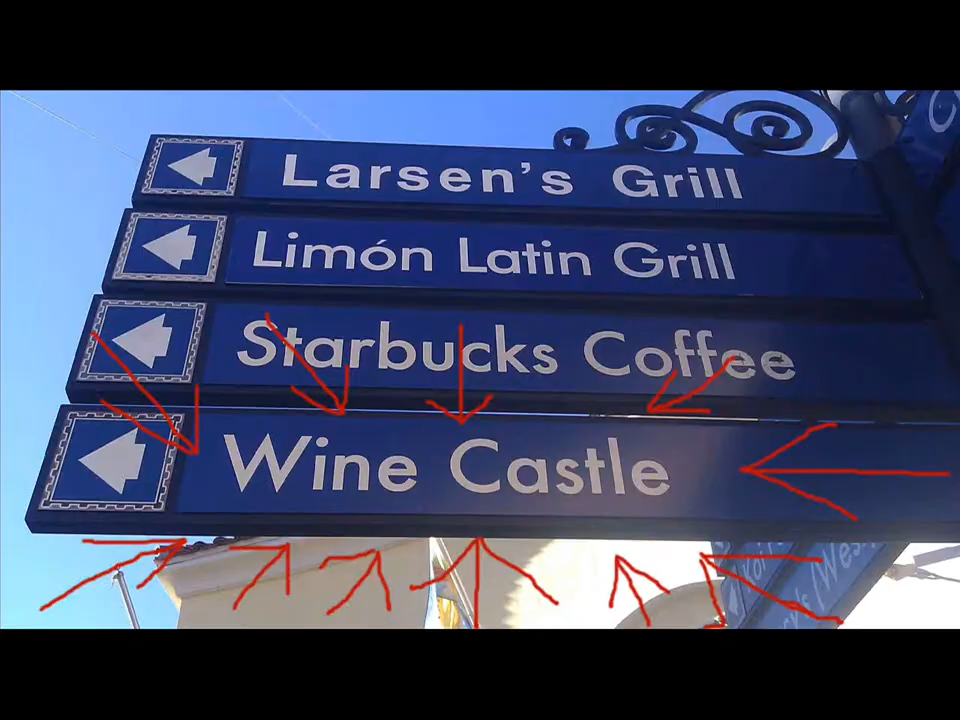 Larsen's Grill
Limón Latin Grill
Starbucks Coffee
Wine Castle